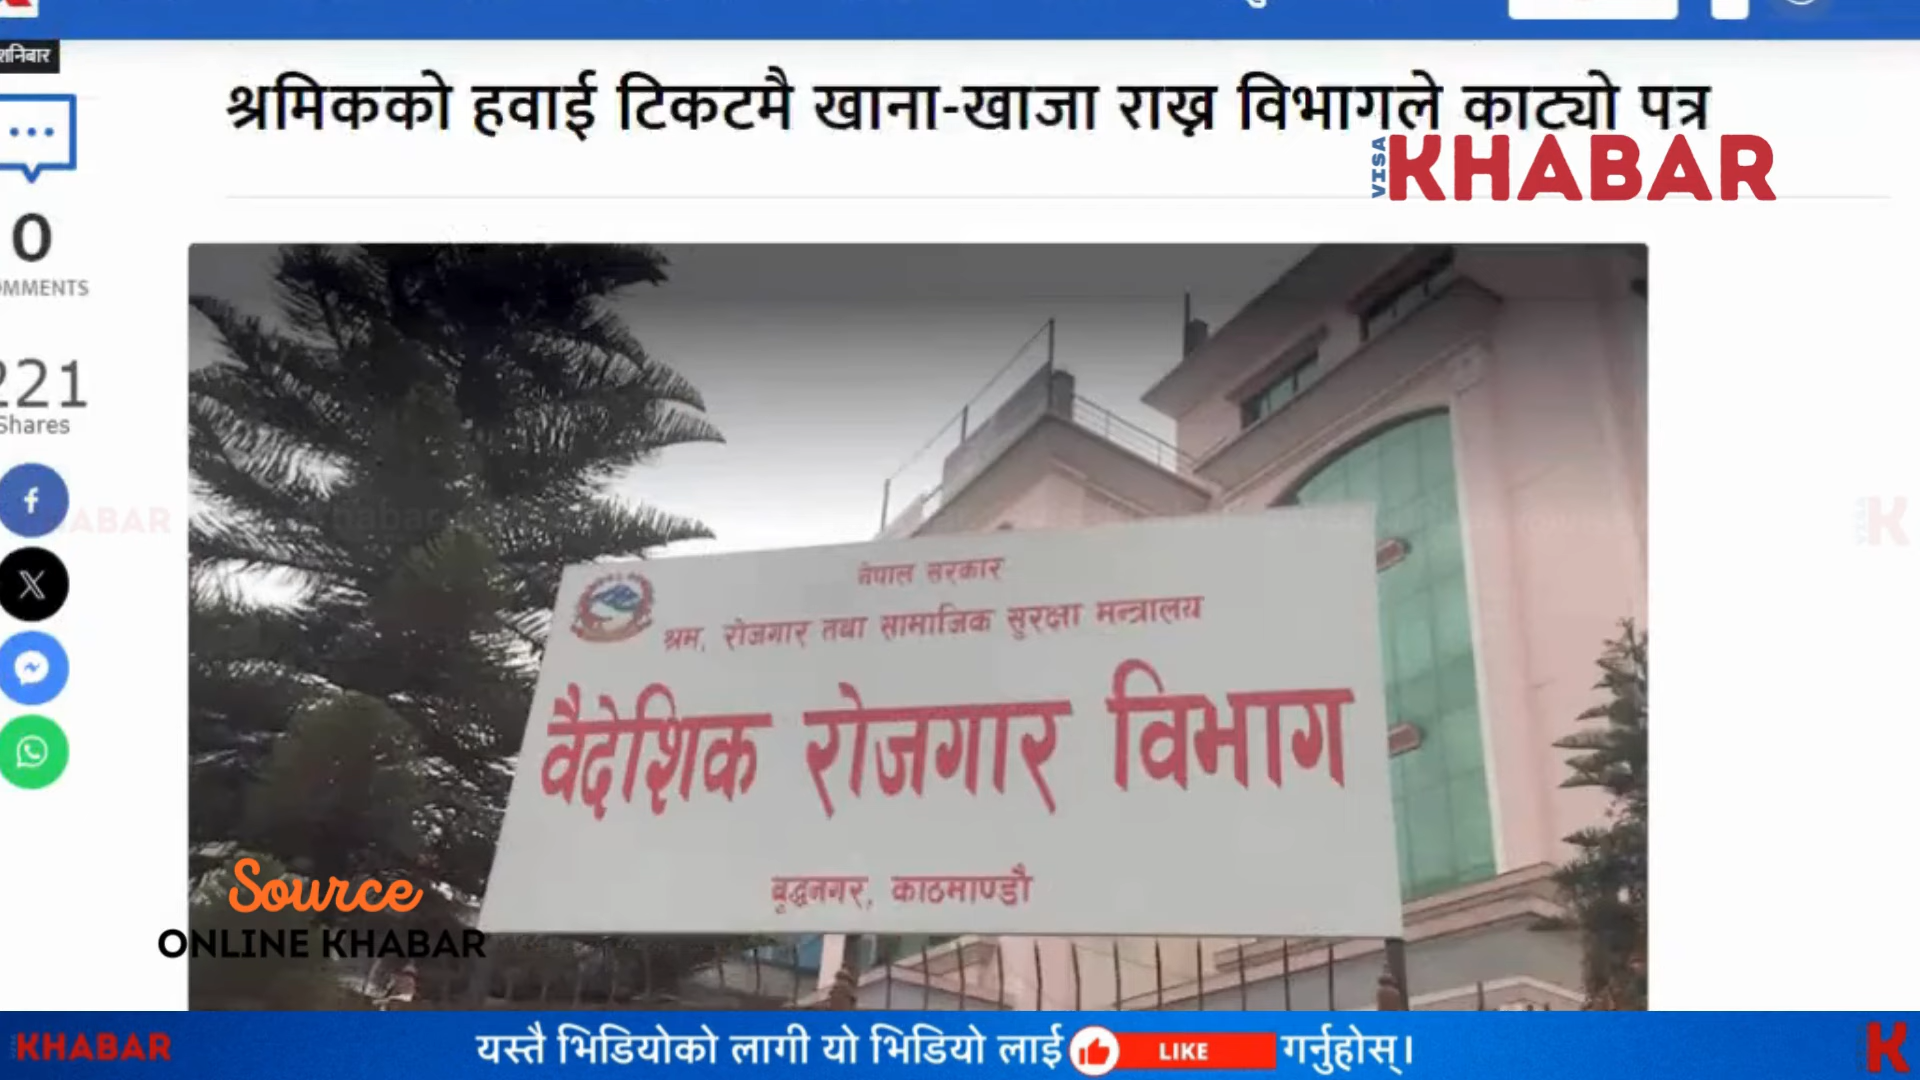 शनिबार
श्रमिकको हवाई टिकटमै खाना-खाजा राख्न विभागले काट्यो पत्र
VISA KHABAR
0
OMMENTS
221
Shares
नेपाल सरकार
श्रम, रोजगार तथा सामाजिक सुरक्षा मन्त्रालय
वैदेशिक रोजगार विभाग
बुद्धनगर, काठमाण्डौ
Source
ONLINE KHABAR
KHABAR
यस्तै भिडियोको लागी यो भिडियो लाई LIKE गर्नुहोस्।
K